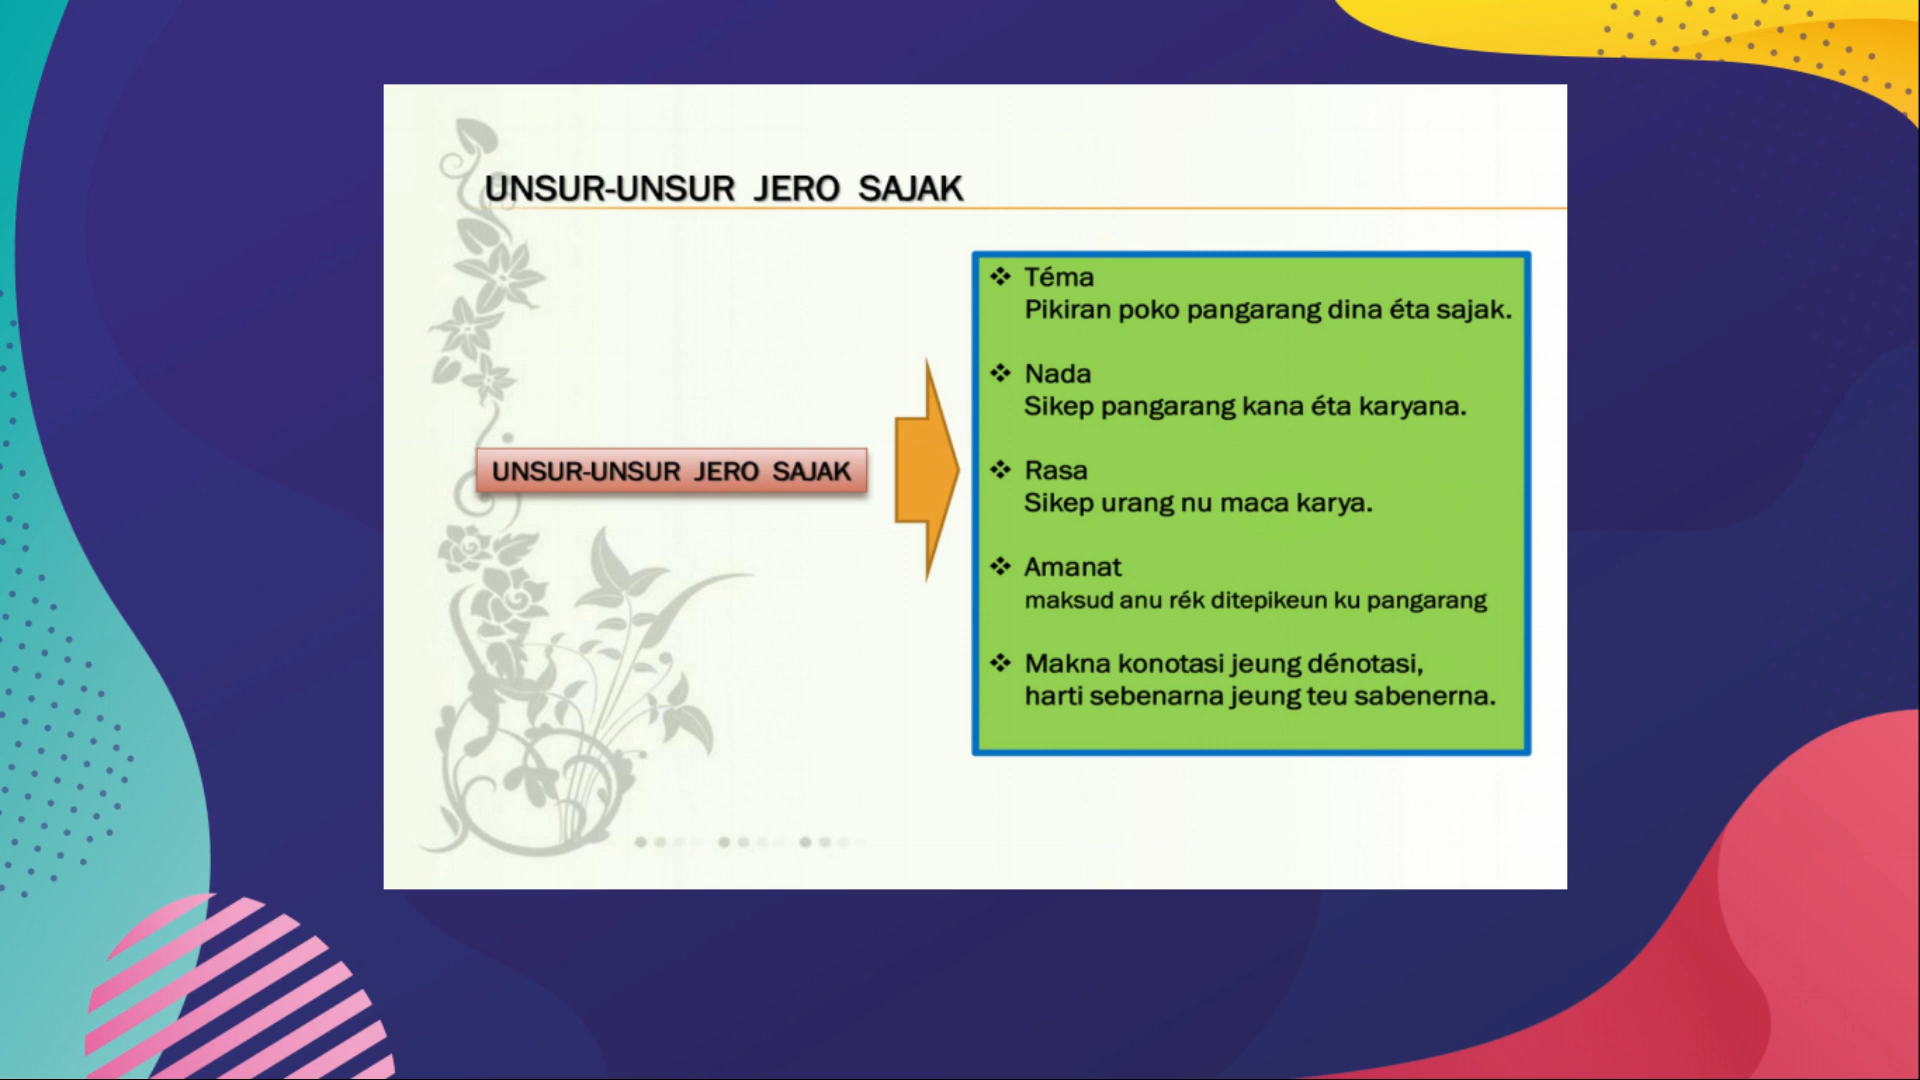 UNSUR-UNSUR JERO SAJAK
UNSUR-UNSUR JERO SAJAK
❖ Téma
Pikiran poko pangarang dina éta sajak.
❖ Nada
Sikep pangarang kana éta karyana.
❖ Rasa
Sikep urang nu maca karya.
❖ Amanat
maksud anu rék ditepikeun ku pangarang
❖ Makna konotasi jeung dénotasi,
harti sebenarna jeung teu sabenerna.